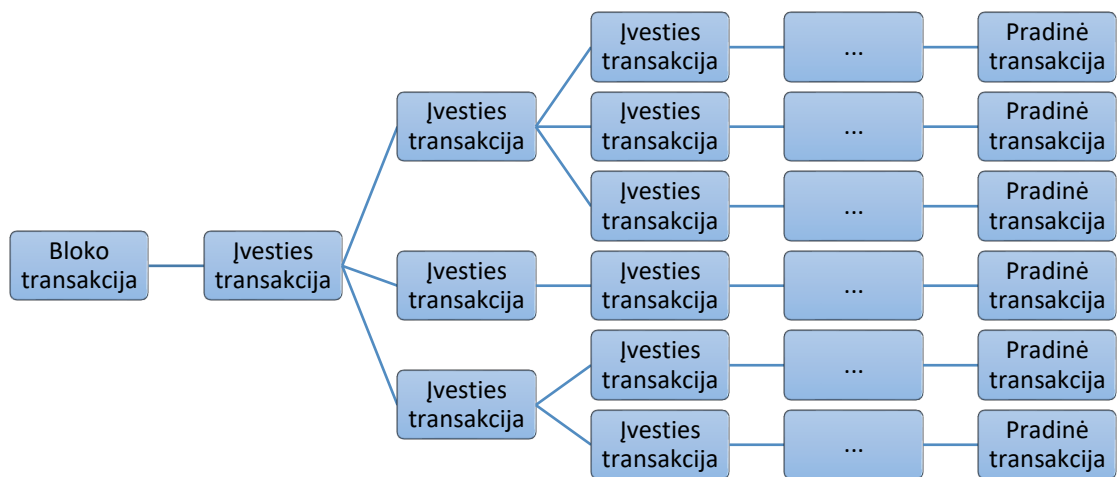 Įvesties
transakcija
...
Pradinė
transakcija
Įvesties
transakcija
Įvesties
transakcija
...
Pradinė
transakcija
Įvesties
transakcija
...
Pradinė
transakcija
Bloko
transakcija
Įvesties
transakcija
Įvesties
transakcija
Įvesties
transakcija
...
Pradinė
transakcija
Įvesties
transakcija
...
Pradinė
transakcija
Įvesties
transakcija
Įvesties
transakcija
...
Pradinė
transakcija